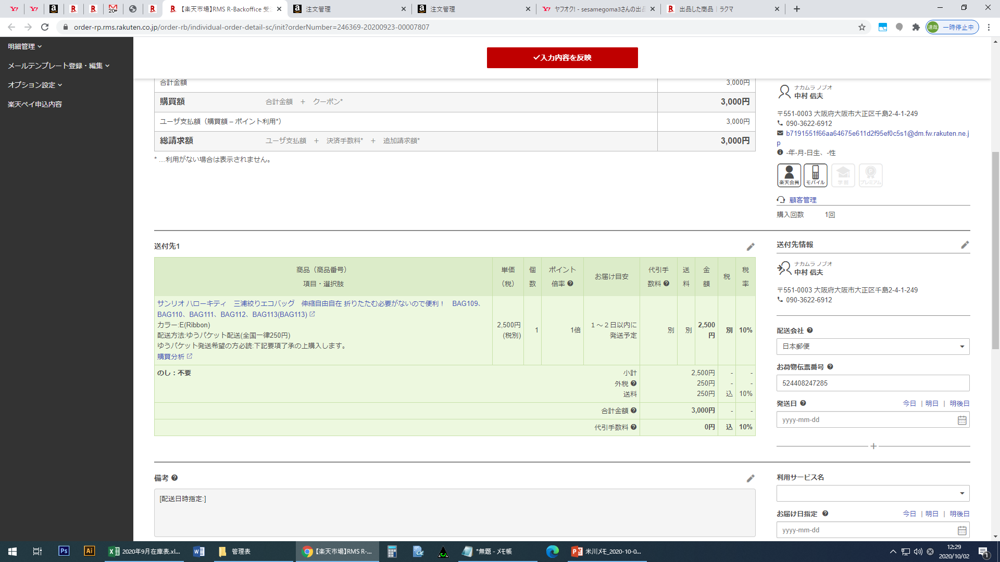 【楽天市場】RMS R-Backoffice 受注
注文管理
注文管理
ヤフオク! - sesamegoma3さんの出品
出品した商品｜ラクマ
order-rp.rms.rakuten.co.jp/order-rb/individual-order-detail-sc/init?orderNumber=246369-20200923-00007807
達哉 一時停止中
明細管理
メールテンプレート登録・編集
オプション設定
楽天ペイ申込内容
入力内容を反映
合計金額 3,000円
購買額 合計金額 ＋ クーポン* 3,000円
ユーザ支払額（購買額 – ポイント利用*） 3,000円
総請求額 ユーザ支払額 ＋ 決済手数料* ＋ 追加請求額* 3,000円
* …利用がない場合は表示されません。
ナカムラ ノブオ
中村 信夫
〒551-0003 大阪府大阪市大正区千島2-4-1-249
090-3622-6912
b7191551f66aa64675e611d2f95ef0c5s1@dm.fw.rakuten.ne.j
p
-年-月-日生、-性
楽天会員 モバイル 学割 プレミアム
顧客管理
購入回数 1回
送付先1
商品（商品番号）
項目・選択肢
単価
（税）
個
数
ポイント
倍率
お届け目安
代引手
数料
送
料
金
額
税
税
率
サンリオ ハローキティ　三浦絞りエコバッグ　伸縮自由自在 折りたたむ必要がないので便利！　BAG109、
BAG110、BAG111、BAG112、BAG113(BAG113)
カラー:E(Ribbon)
配送方法:ゆうパケット配送(全国一律250円)
ゆうパケット発送希望の方必読:下記要項了承の上購入します。
購買分析
2,500円
(税別)
1
1倍
１～２日以内に
発送予定
別
別
2,500
円
別
10%
のし：不要
小計 2,500円 - -
外税 250円 - -
送料 250円 込 10%
合計金額 3,000円 - -
代引手数料 0円 込 10%
送付先情報
ナカムラ ノブオ
中村 信夫
〒551-0003 大阪府大阪市大正区千島2-4-1-249
090-3622-6912
配送会社
日本郵便
お荷物伝票番号
524408247285
発送日 今日 | 明日 | 明後日
yyyy-mm-dd
備考
[配送日時指定:]
利用サービス名
お届け日指定 今日 | 明日 | 明後日
yyyy-mm-dd
2020年9月在庫表.xl...
管理表
【楽天市場】RMS R-...
*無題 - メモ帳
米川メモ_2020-10-0...
12:29
2020/10/02
1